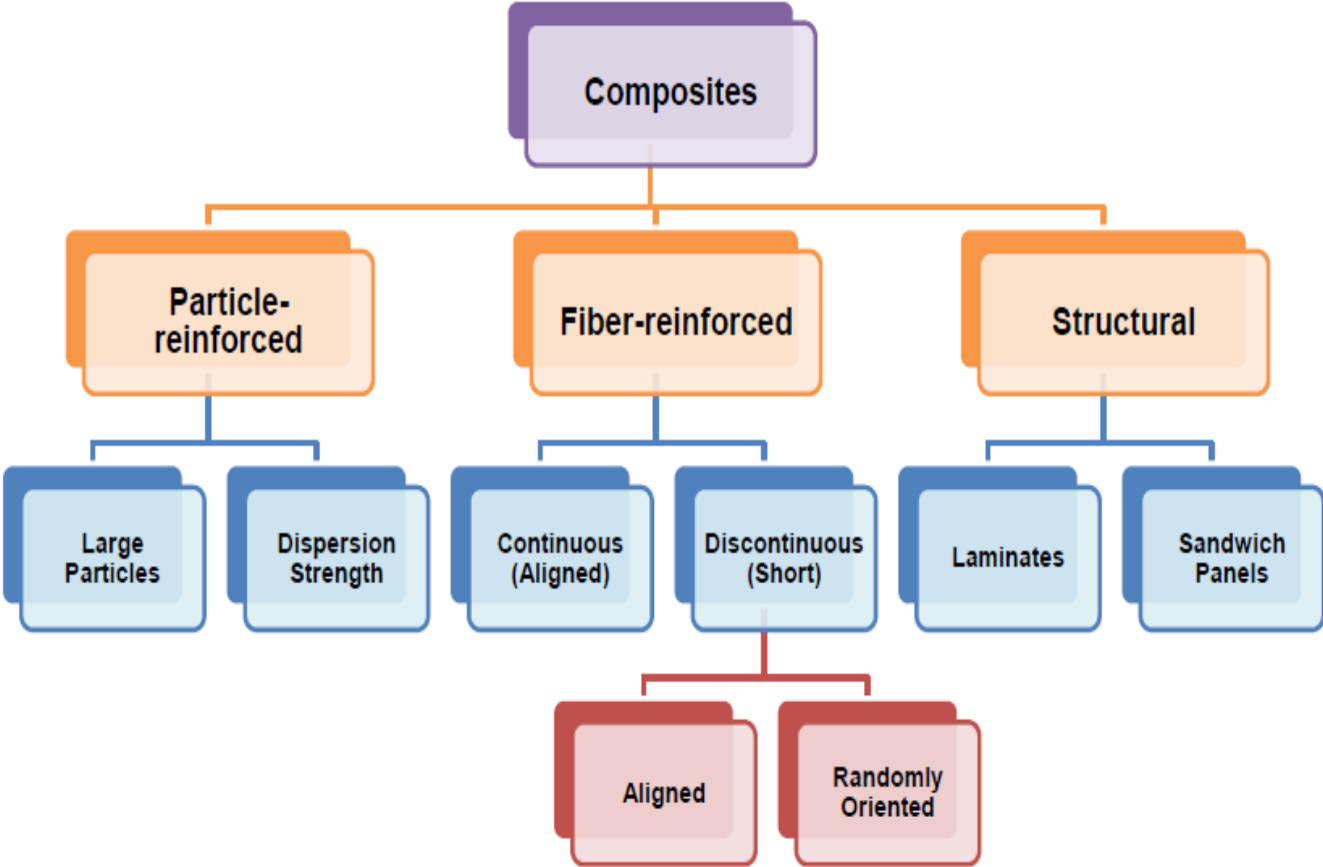 Composites
Particle-
reinforced
Fiber-reinforced
Structural
Large
Particles
Dispersion
Strength
Continuous
(Aligned)
Discontinuous
(Short)
Laminates
Sandwich
Panels
Aligned
Randomly
Oriented